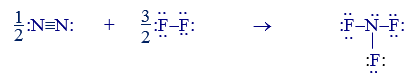 ½ :N≡N: + 3/2 :F̤̈–F̤̈: → :F̤̈–N̈–F̤̈:
|
:F̤: